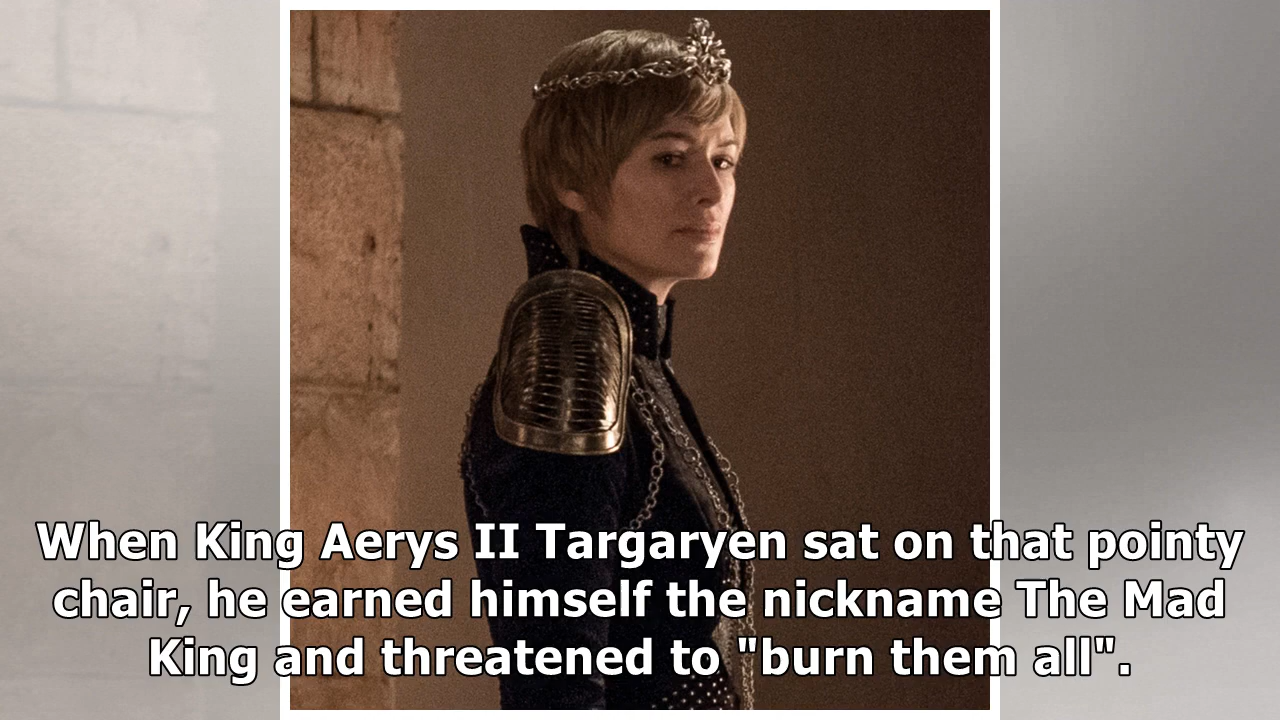 When King Aerys II Targaryen sat on that pointy
chair, he earned himself the nickname The Mad
King and threatened to "burn them all".